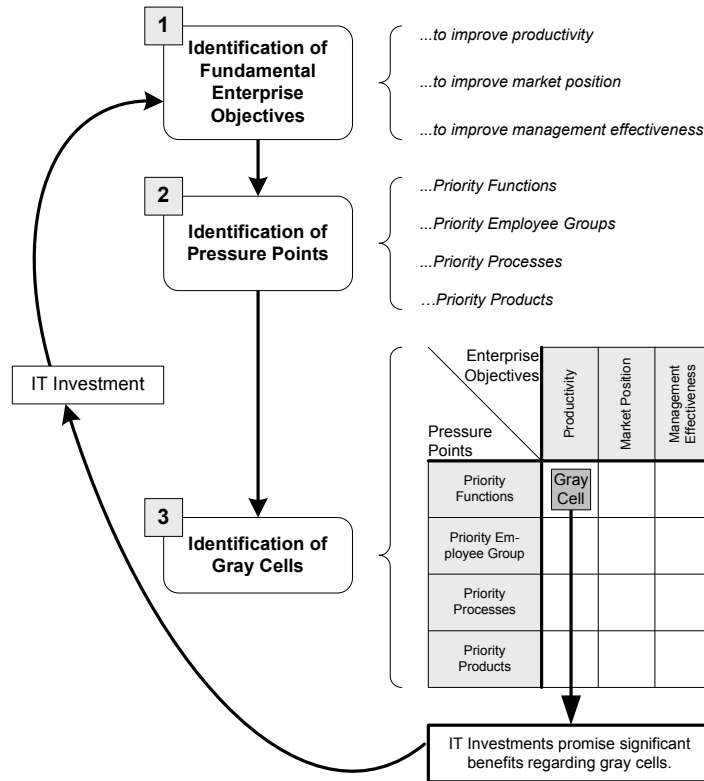 1
Identification of
Fundamental
Enterprise
Objectives
...to improve productivity
...to improve market position
...to improve management effectiveness
2
Identification of
Pressure Points
...Priority Functions
...Priority Employee Groups
...Priority Processes
…Priority Products
IT Investment
3
Identification of
Gray Cells
Enterprise
Objectives
Pressure
Points
Productivity
Market Position
Management
Effectiveness
Priority
Functions
Gray
Cell
Priority Em-
ployee Group
Priority
Processes
Priority
Products
IT Investments promise significant
benefits regarding gray cells.